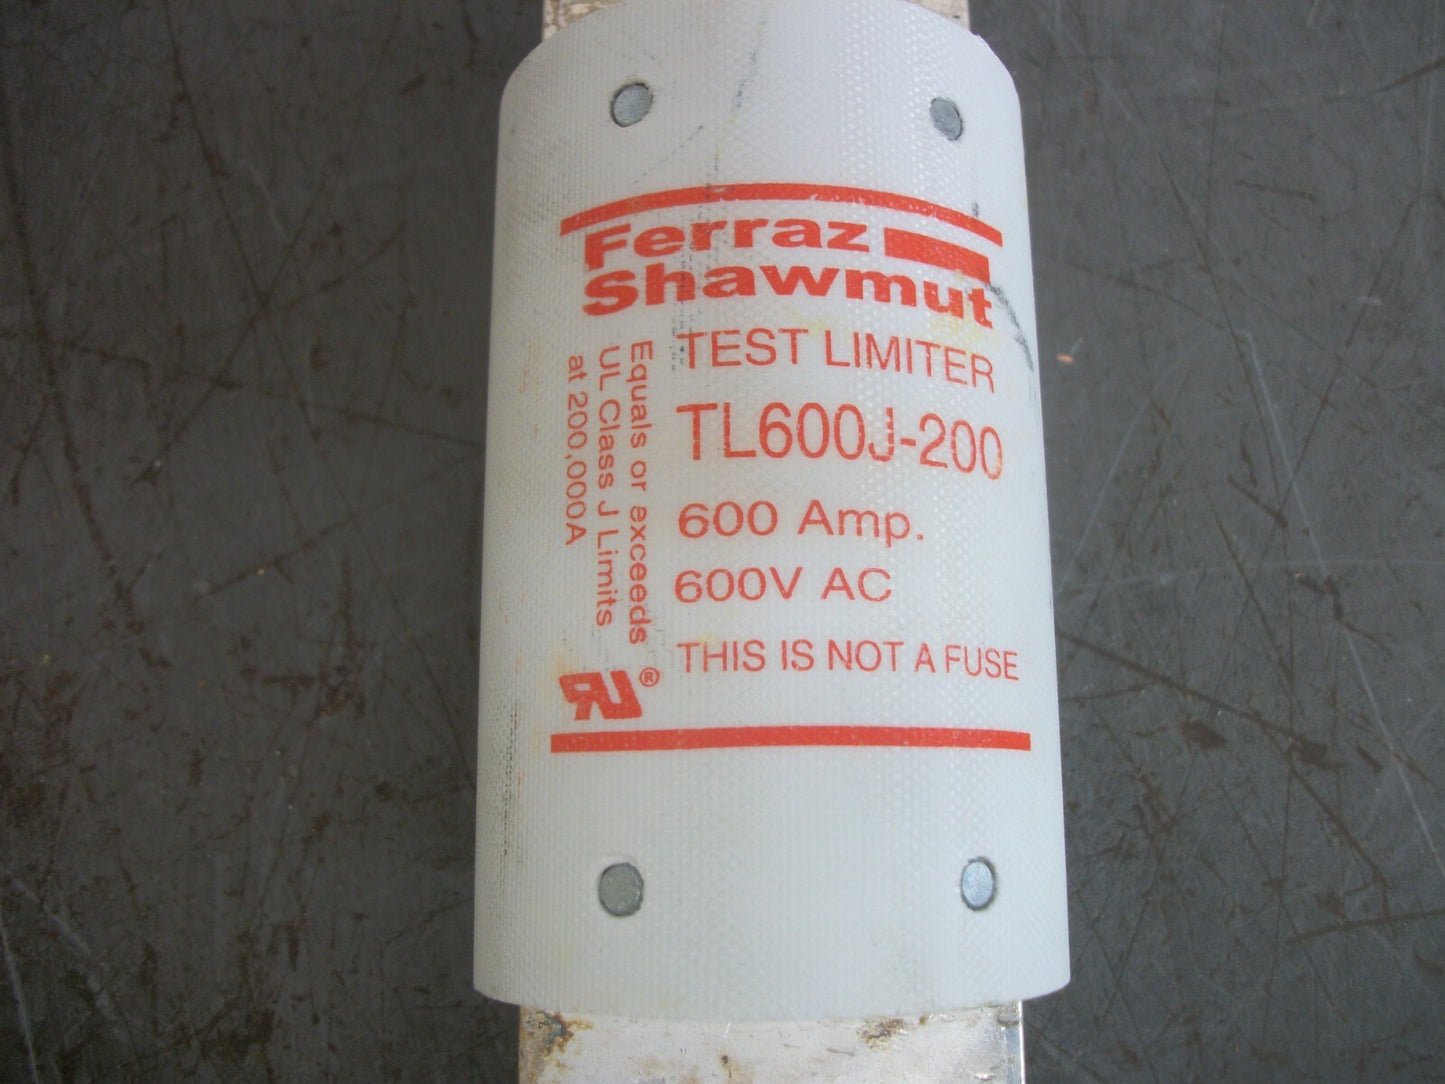 Ferraz
Shawmut
TEST LIMITER
TL600J-200
600 Amp.
600V AC
THIS IS NOT A FUSE
Equals or exceeds
UL Class J Limits
at 200,000A
RU®